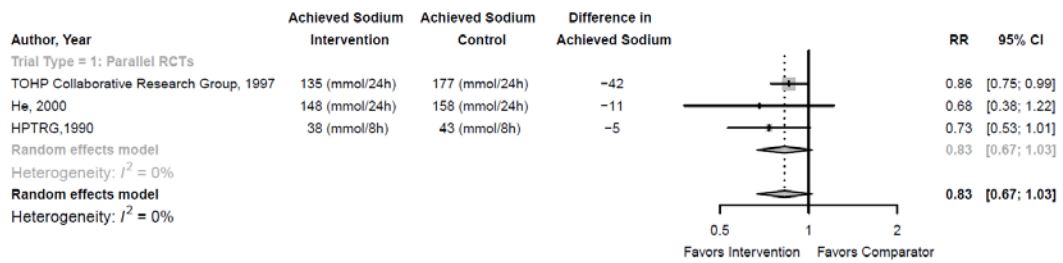 Achieved Sodium Achieved Sodium Difference in
Author, Year Intervention Control Achieved Sodium RR 95% CI
Trial Type = 1: Parallel RCTs
TOHP Collaborative Research Group, 1997 135 (mmol/24h) 177 (mmol/24h) −42 0.86 [0.75; 0.99]
He, 2000 148 (mmol/24h) 158 (mmol/24h) −11 0.68 [0.38; 1.22]
HPTRG,1990 38 (mmol/8h) 43 (mmol/8h) −5 0.73 [0.53; 1.01]
Random effects model 0.83 [0.67; 1.03]
Heterogeneity: I² = 0%
Random effects model 0.83 [0.67; 1.03]
Heterogeneity: I² = 0%
0.5 1 2
Favors Intervention Favors Comparator